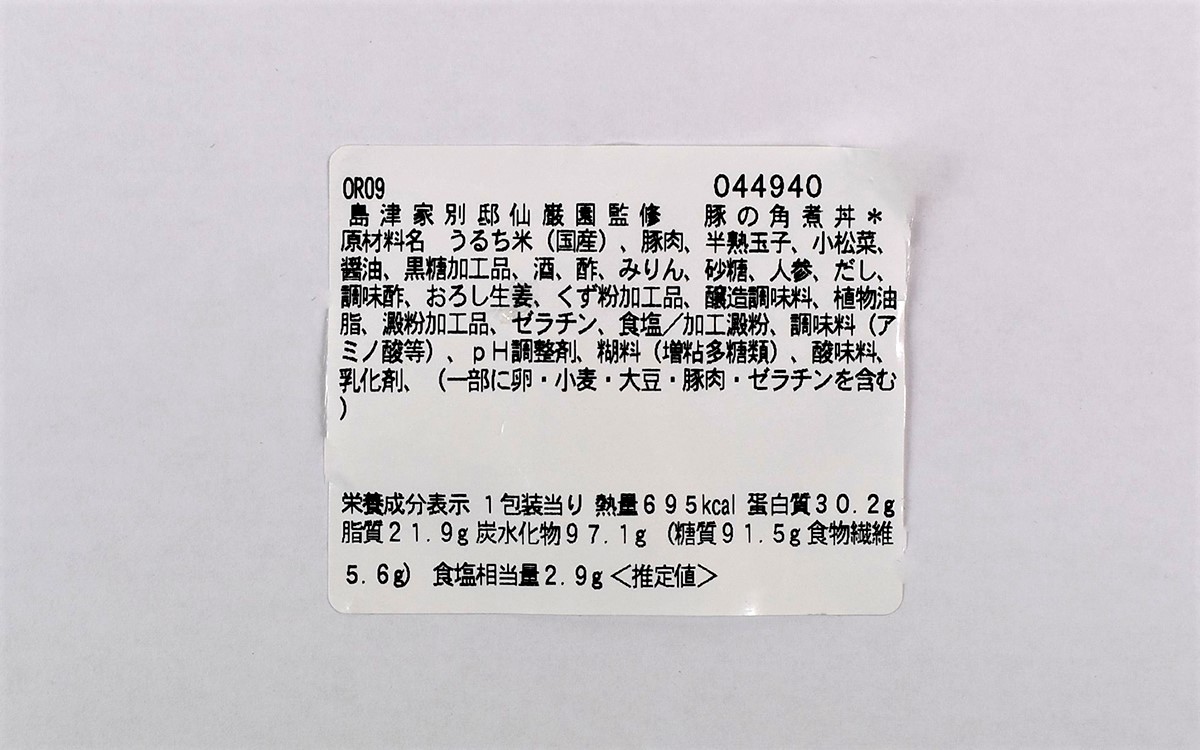 OR09 044940
島津家別邸仙巌園監修 豚の角煮丼*
原材料名 うるち米(国産)、豚肉、半熟玉子、小松菜、
醤油、黒糖加工品、酒、酢、みりん、砂糖、人参、だし、
調味酢、おろし生姜、くず粉加工品、醸造調味料、植物油
脂、澱粉加工品、ゼラチン、食塩/加工澱粉、調味料(ア
ミノ酸等)、pH調整剤、糊料(増粘多糖類)、酸味料、
乳化剤、(一部に卵・小麦・大豆・豚肉・ゼラチンを含む
)
栄養成分表示 1包装当り 熱量695kcal 蛋白質30.2g
脂質21.9g 炭水化物97.1g (糖質91.5g 食物繊維
5.6g) 食塩相当量2.9g<推定値>